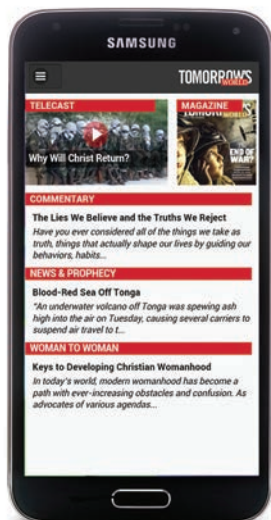 SAMSUNG
TOMORROW'S
WORLD
TELECAST
Why Will Christ Return?
MAGAZINE
END OF
WAR?
COMMENTARY
The Lies We Believe and the Truths We Reject
Have you ever considered all of the things we take as
truth, things that actually shape our lives by guiding our
behaviors, habits...
NEWS & PROPHECY
Blood-Red Sea Off Tonga
“An underwater volcano off Tonga was spewing ash
high into the air on Tuesday, causing several carriers to
suspend air travel to t...
WOMAN TO WOMAN
Keys to Developing Christian Womanhood
In today's world, modern womanhood has become a
path with ever-increasing obstacles and confusion. As
advocates of various agendas...